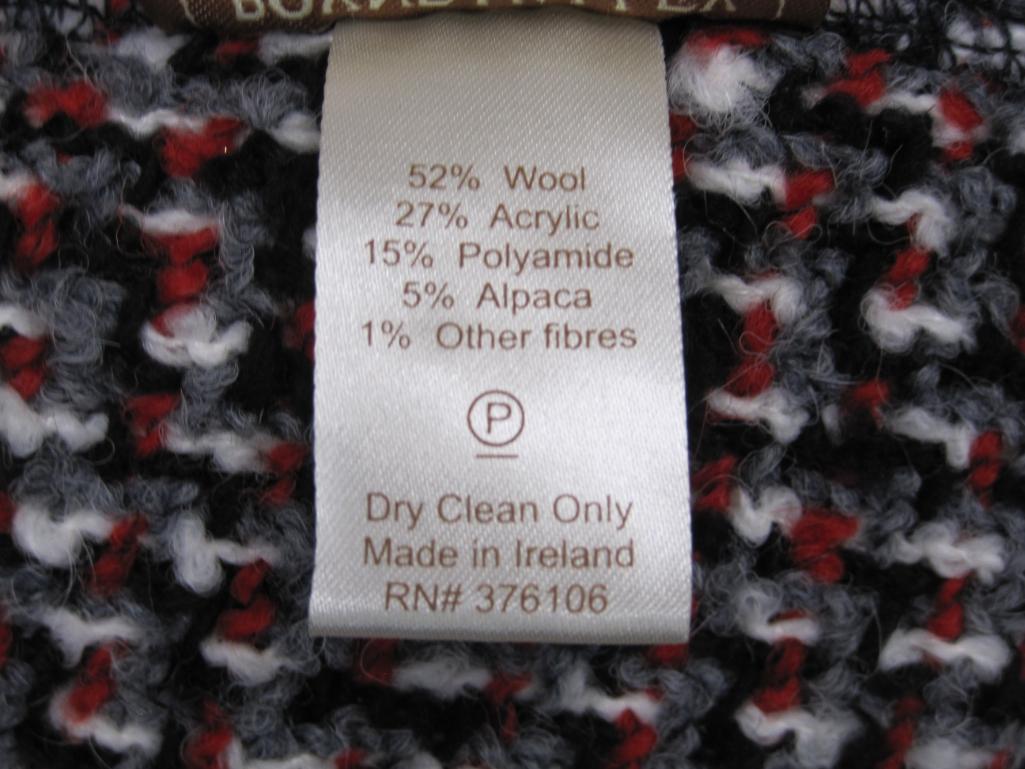 52% Wool
27% Acrylic
15% Polyamide
5% Alpaca
1% Other fibres
P
Dry Clean Only
Made in Ireland
RN# 376106